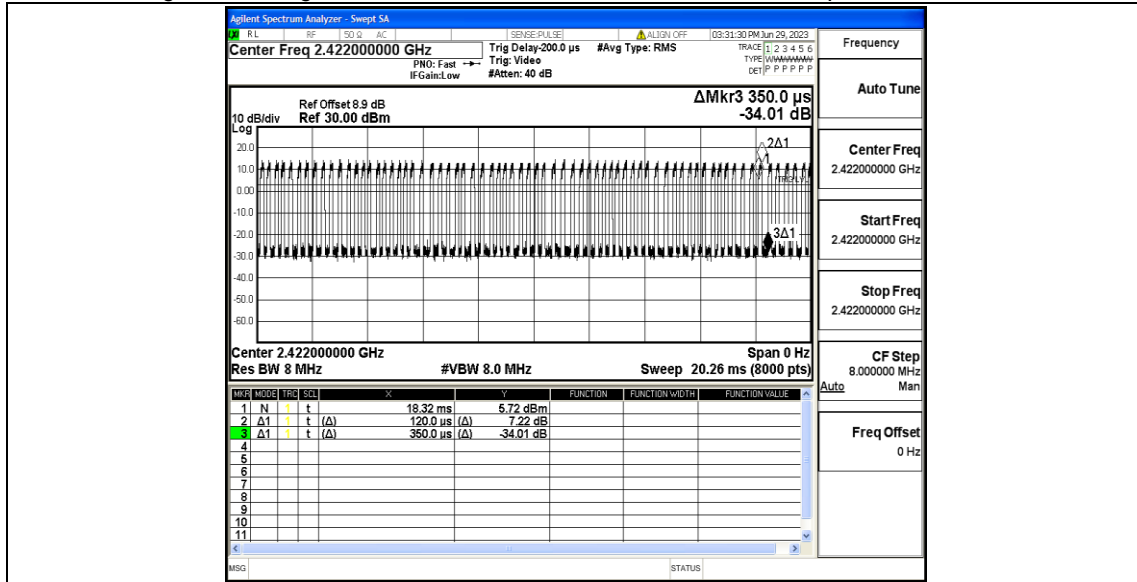 Agilent Spectrum Analyzer - Swept SA
RL RF 50 Ω AC SENSE:PULSE ALIGN OFF 03:31:30 PM Jun 29, 2023
Center Freq 2.422000000 GHz
PNO: Fast
IFGain:Low
Trig Delay-200.0 µs
Trig: Video
#Atten: 40 dB
#Avg Type: RMS
TRACE 1 2 3 4 5 6
TYPE
DET P P P P P P
ΔMkr3 350.0 µs
-34.01 dB
Ref Offset 8.9 dB
10 dB/div Ref 30.00 dBm
Log
20.0
10.0
0.00
-10.0
-20.0
-30.0
-40.0
-50.0
-60.0
2Δ1
3Δ1
Center 2.422000000 GHz Span 0 Hz
Res BW 8 MHz #VBW 8.0 MHz Sweep 20.26 ms (8000 pts)
MKR MODE TRC SCL X Y FUNCTION FUNCTION WIDTH FUNCTION VALUE
1 N 1 t 18.32 ms 5.72 dBm
2 Δ1 1 t (Δ) 120.0 µs (Δ) 7.22 dB
3 Δ1 1 t (Δ) 350.0 µs (Δ) -34.01 dB
4
5
6
7
8
9
10
11
MSG STATUS
Frequency
Auto Tune
Center Freq
2.422000000 GHz
Start Freq
2.422000000 GHz
Stop Freq
2.422000000 GHz
CF Step
8.000000 MHz
Auto Man
Freq Offset
0 Hz